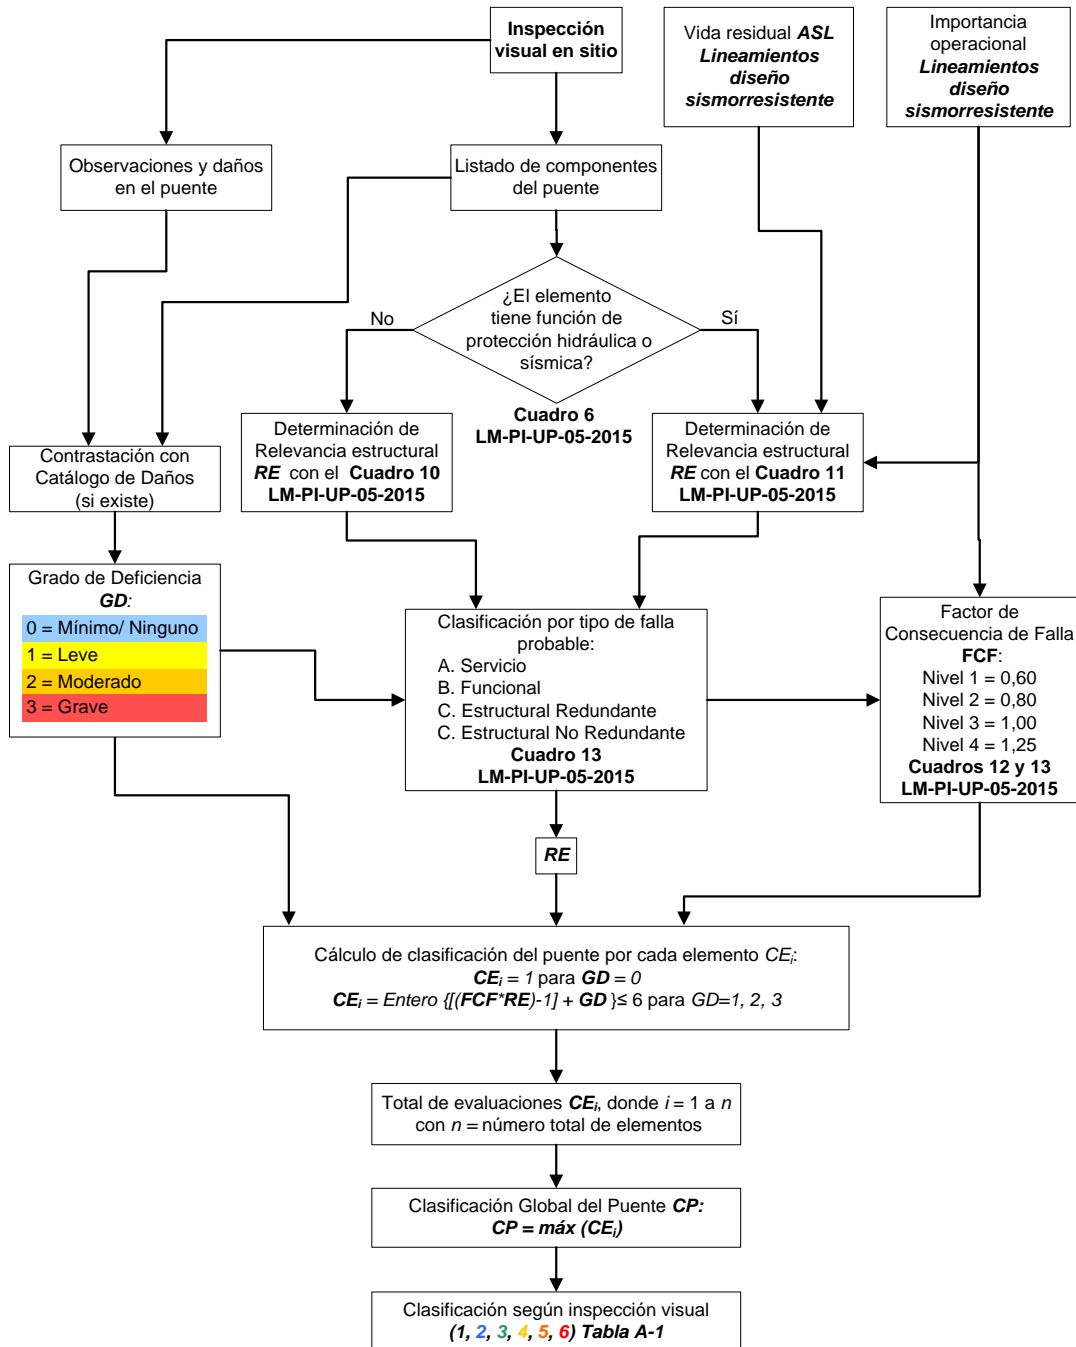 Inspección
visual en sitio
Vida residual ASL
Lineamientos
diseño
sismorresistente
Importancia
operacional
Lineamientos
diseño
sismorresistente
Observaciones y daños
en el puente
Listado de componentes
del puente
¿El elemento
tiene función de
protección hidráulica o
sísmica?
No
Sí
Cuadro 6
LM-PI-UP-05-2015
Contrastación con
Catálogo de Daños
(si existe)
Determinación de
Relevancia estructural
RE con el Cuadro 10
LM-PI-UP-05-2015
Determinación de
Relevancia estructural
RE con el Cuadro 11
LM-PI-UP-05-2015
Grado de Deficiencia
GD:
0 = Mínimo/ Ninguno
1 = Leve
2 = Moderado
3 = Grave
Clasificación por tipo de falla
probable:
A. Servicio
B. Funcional
C. Estructural Redundante
C. Estructural No Redundante
Cuadro 13
LM-PI-UP-05-2015
Factor de
Consecuencia de Falla
FCF:
Nivel 1 = 0,60
Nivel 2 = 0,80
Nivel 3 = 1,00
Nivel 4 = 1,25
Cuadros 12 y 13
LM-PI-UP-05-2015
RE
Cálculo de clasificación del puente por cada elemento CEi:
CEi = 1 para GD = 0
CEi = Entero {[(FCF*RE)-1] + GD }≤ 6 para GD=1, 2, 3
Total de evaluaciones CEi, donde i = 1 a n
con n = número total de elementos
Clasificación Global del Puente CP:
CP = máx (CEi)
Clasificación según inspección visual
(1, 2, 3, 4, 5, 6) Tabla A-1